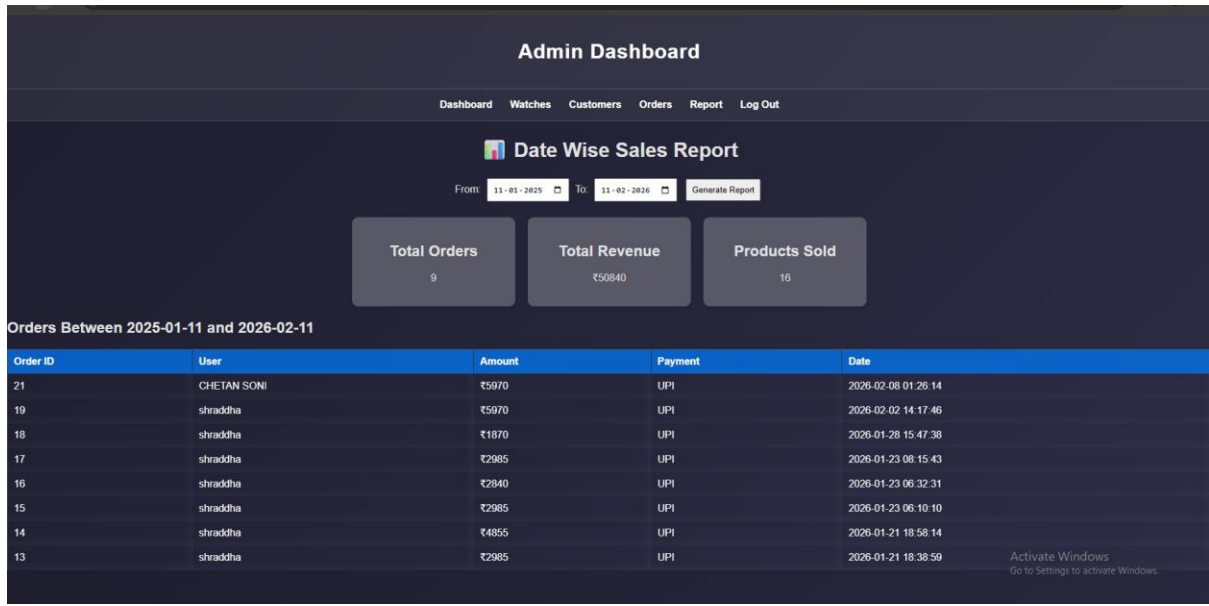 Admin Dashboard
Dashboard Watches Customers Orders Report Log Out
Date Wise Sales Report
From: 11-01-2025 To: 11-02-2026 Generate Report
Total Orders Total Revenue Products Sold
9 ₹50840 16
Orders Between 2025-01-11 and 2026-02-11
Order ID User Amount Payment Date
21 CHETAN SONI ₹5970 UPI 2026-02-08 01:26:14
19 shraddha ₹5970 UPI 2026-02-02 14:17:46
18 shraddha ₹1870 UPI 2026-01-28 15:47:38
17 shraddha ₹2985 UPI 2026-01-23 08:15:43
16 shraddha ₹2840 UPI 2026-01-23 06:32:31
15 shraddha ₹2985 UPI 2026-01-23 06:10:10
14 shraddha ₹4855 UPI 2026-01-21 18:58:14
13 shraddha ₹2985 UPI 2026-01-21 18:38:59
Activate Windows
Go to Settings to activate Windows.